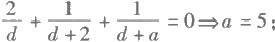 2/d + 1/(d+2) + 1/(d+a) = 0 ⇒ a = 5;